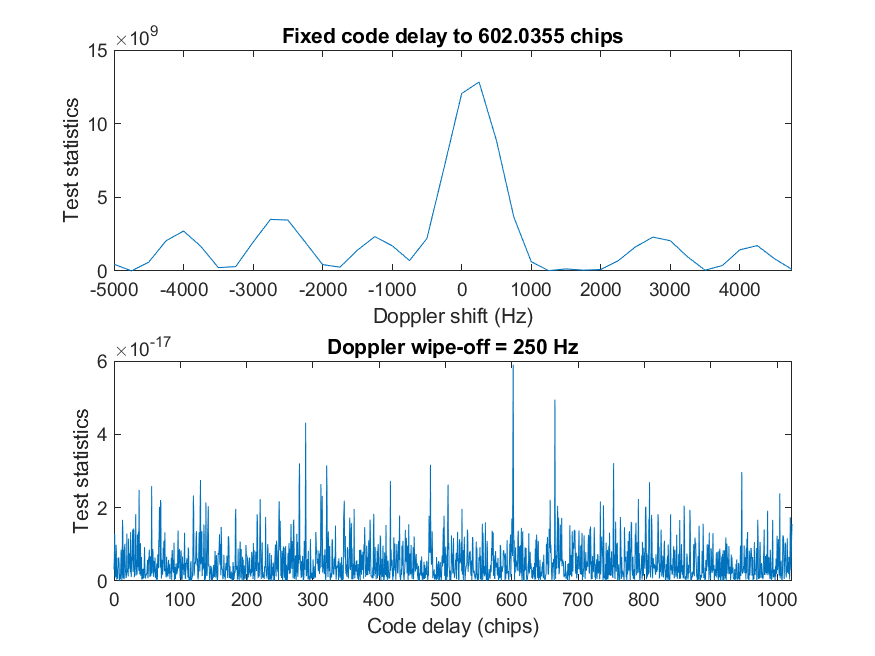 ×10^9
Fixed code delay to 602.0355 chips
15
10
5
0
Test statistics
-5000 -4000 -3000 -2000 -1000 0 1000 2000 3000 4000
Doppler shift (Hz)
×10^-17
Doppler wipe-off = 250 Hz
6
4
2
0
Test statistics
0 100 200 300 400 500 600 700 800 900 1000
Code delay (chips)